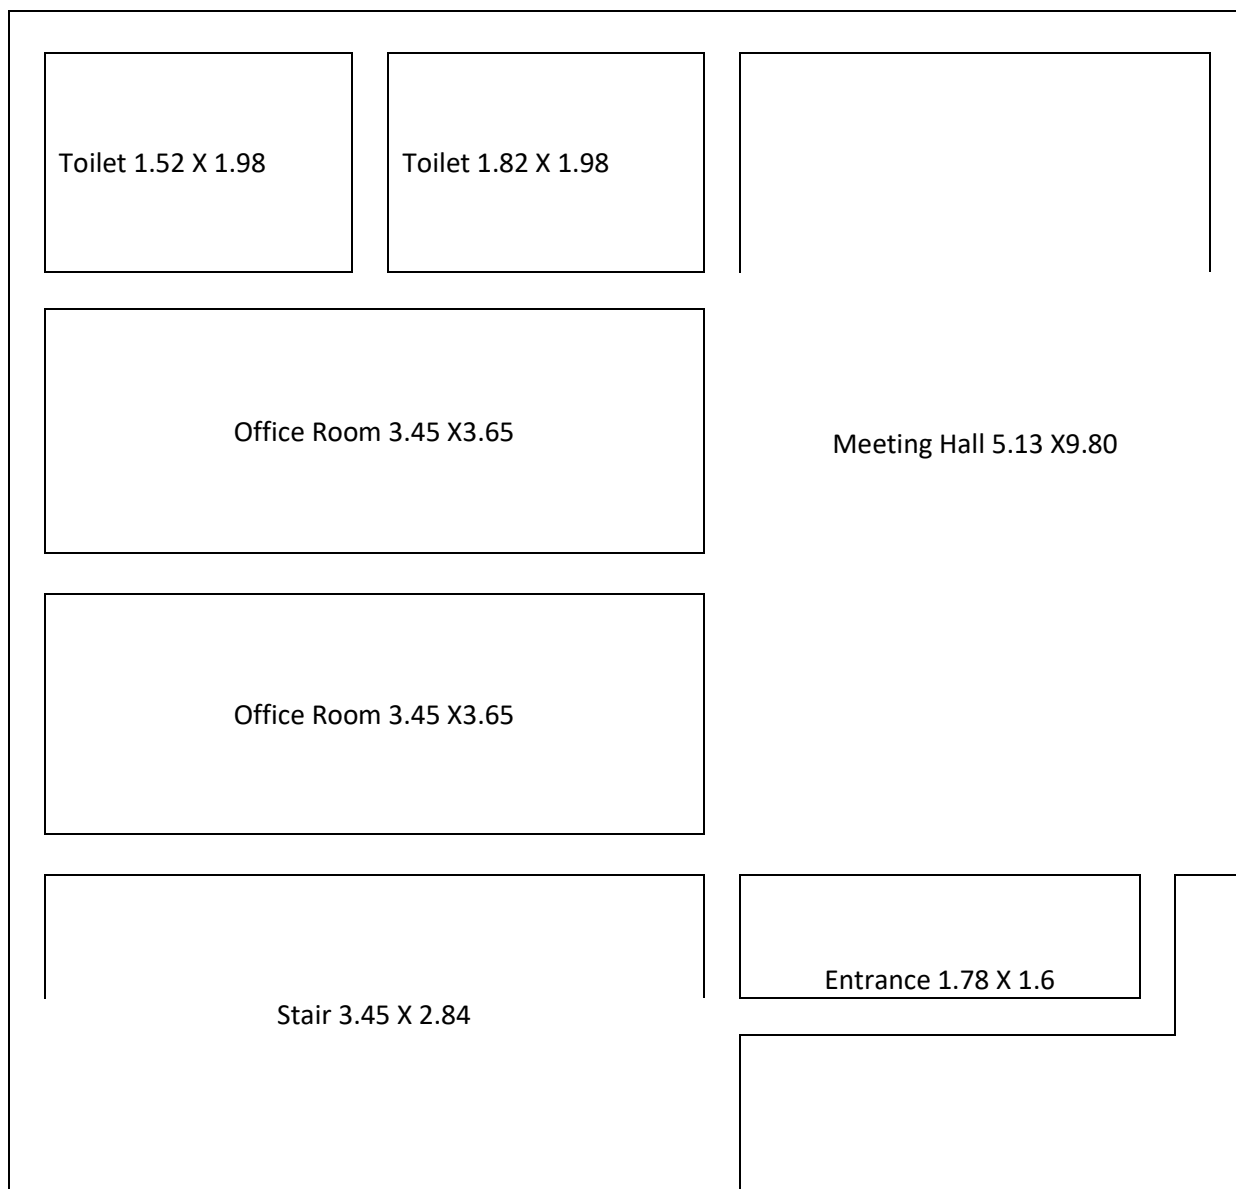 Toilet 1.52 X 1.98
Toilet 1.82 X 1.98
Office Room 3.45 X3.65
Meeting Hall 5.13 X9.80
Office Room 3.45 X3.65
Entrance 1.78 X 1.6
Stair 3.45 X 2.84